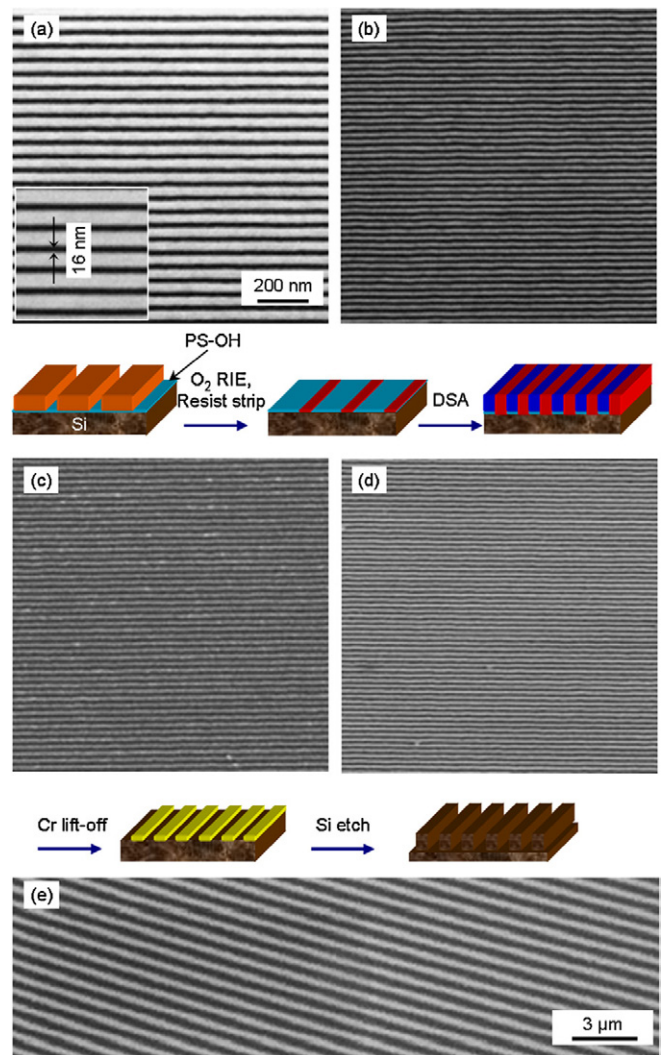 (a)
(b)
16 nm
200 nm
PS-OH
O₂ RIE,
Resist strip
DSA
Si
(c)
(d)
Cr lift-off
Si etch
(e)
3 µm